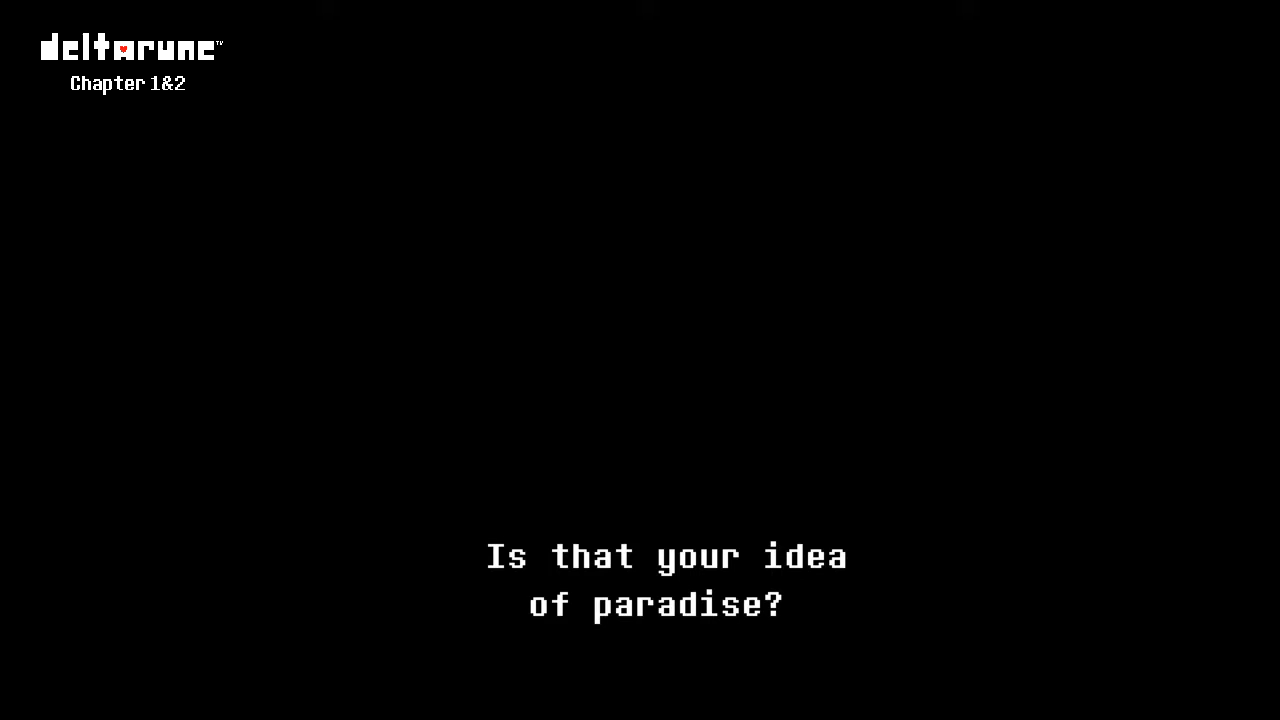 deltarune™
Chapter 1&2
Is that your idea
of paradise?